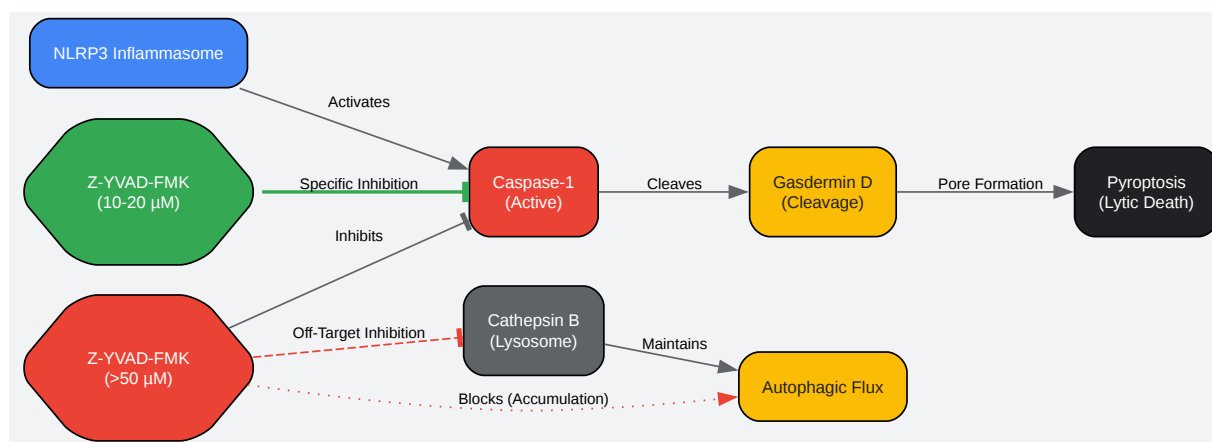 NLRP3 Inflammasome
Activates
Z-YVAD-FMK
(10-20 µM)
Specific Inhibition
Caspase-1
(Active)
Cleaves
Gasdermin D
(Cleavage)
Pore Formation
Pyroptosis
(Lytic Death)
Inhibits
Z-YVAD-FMK
(>50 µM)
Off-Target Inhibition
Cathepsin B
(Lysosome)
Maintains
Autophagic Flux
Blocks (Accumulation)